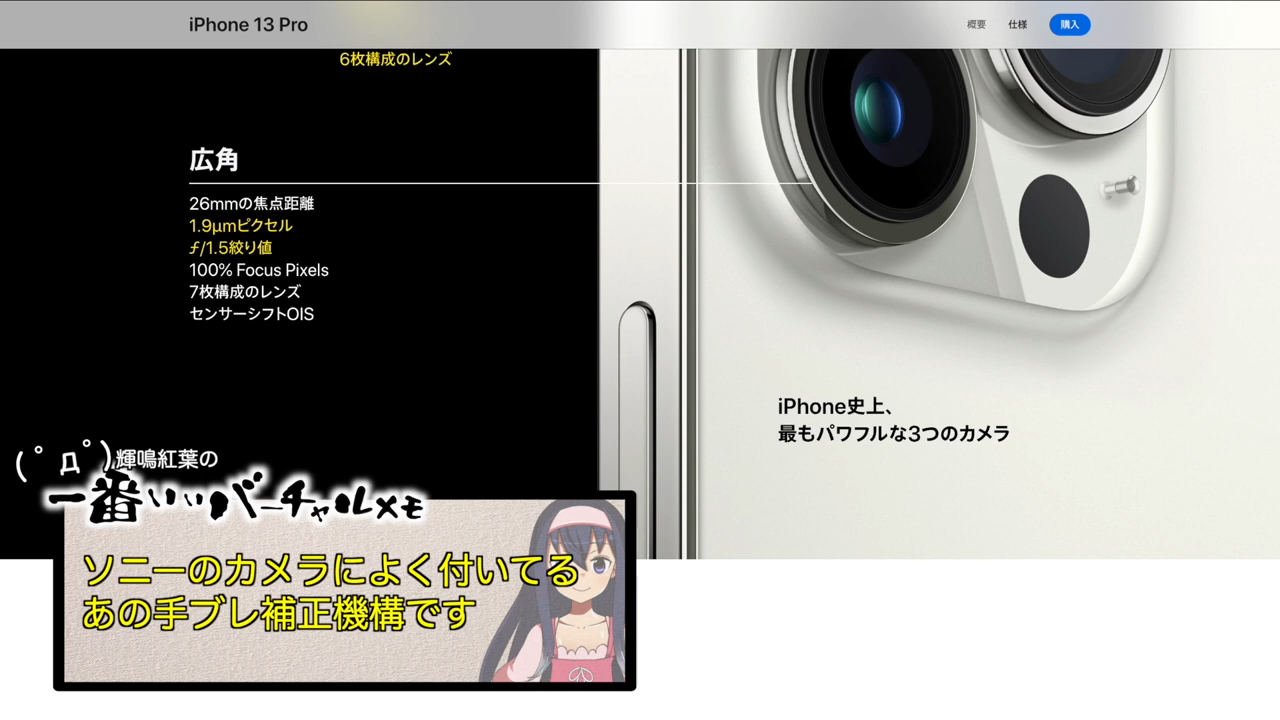 iPhone 13 Pro
概要
仕様
購入
6枚構成のレンズ
広角
26mmの焦点距離
1.9µmピクセル
ƒ/1.5絞り値
100% Focus Pixels
7枚構成のレンズ
センサーシフトOIS
iPhone史上、
最もパワフルな3つのカメラ
( ﾟдﾟ)輝鳴紅葉の
一番いいバーチャルメモ
ソニーのカメラによく付いてる
あの手ブレ補正機構です